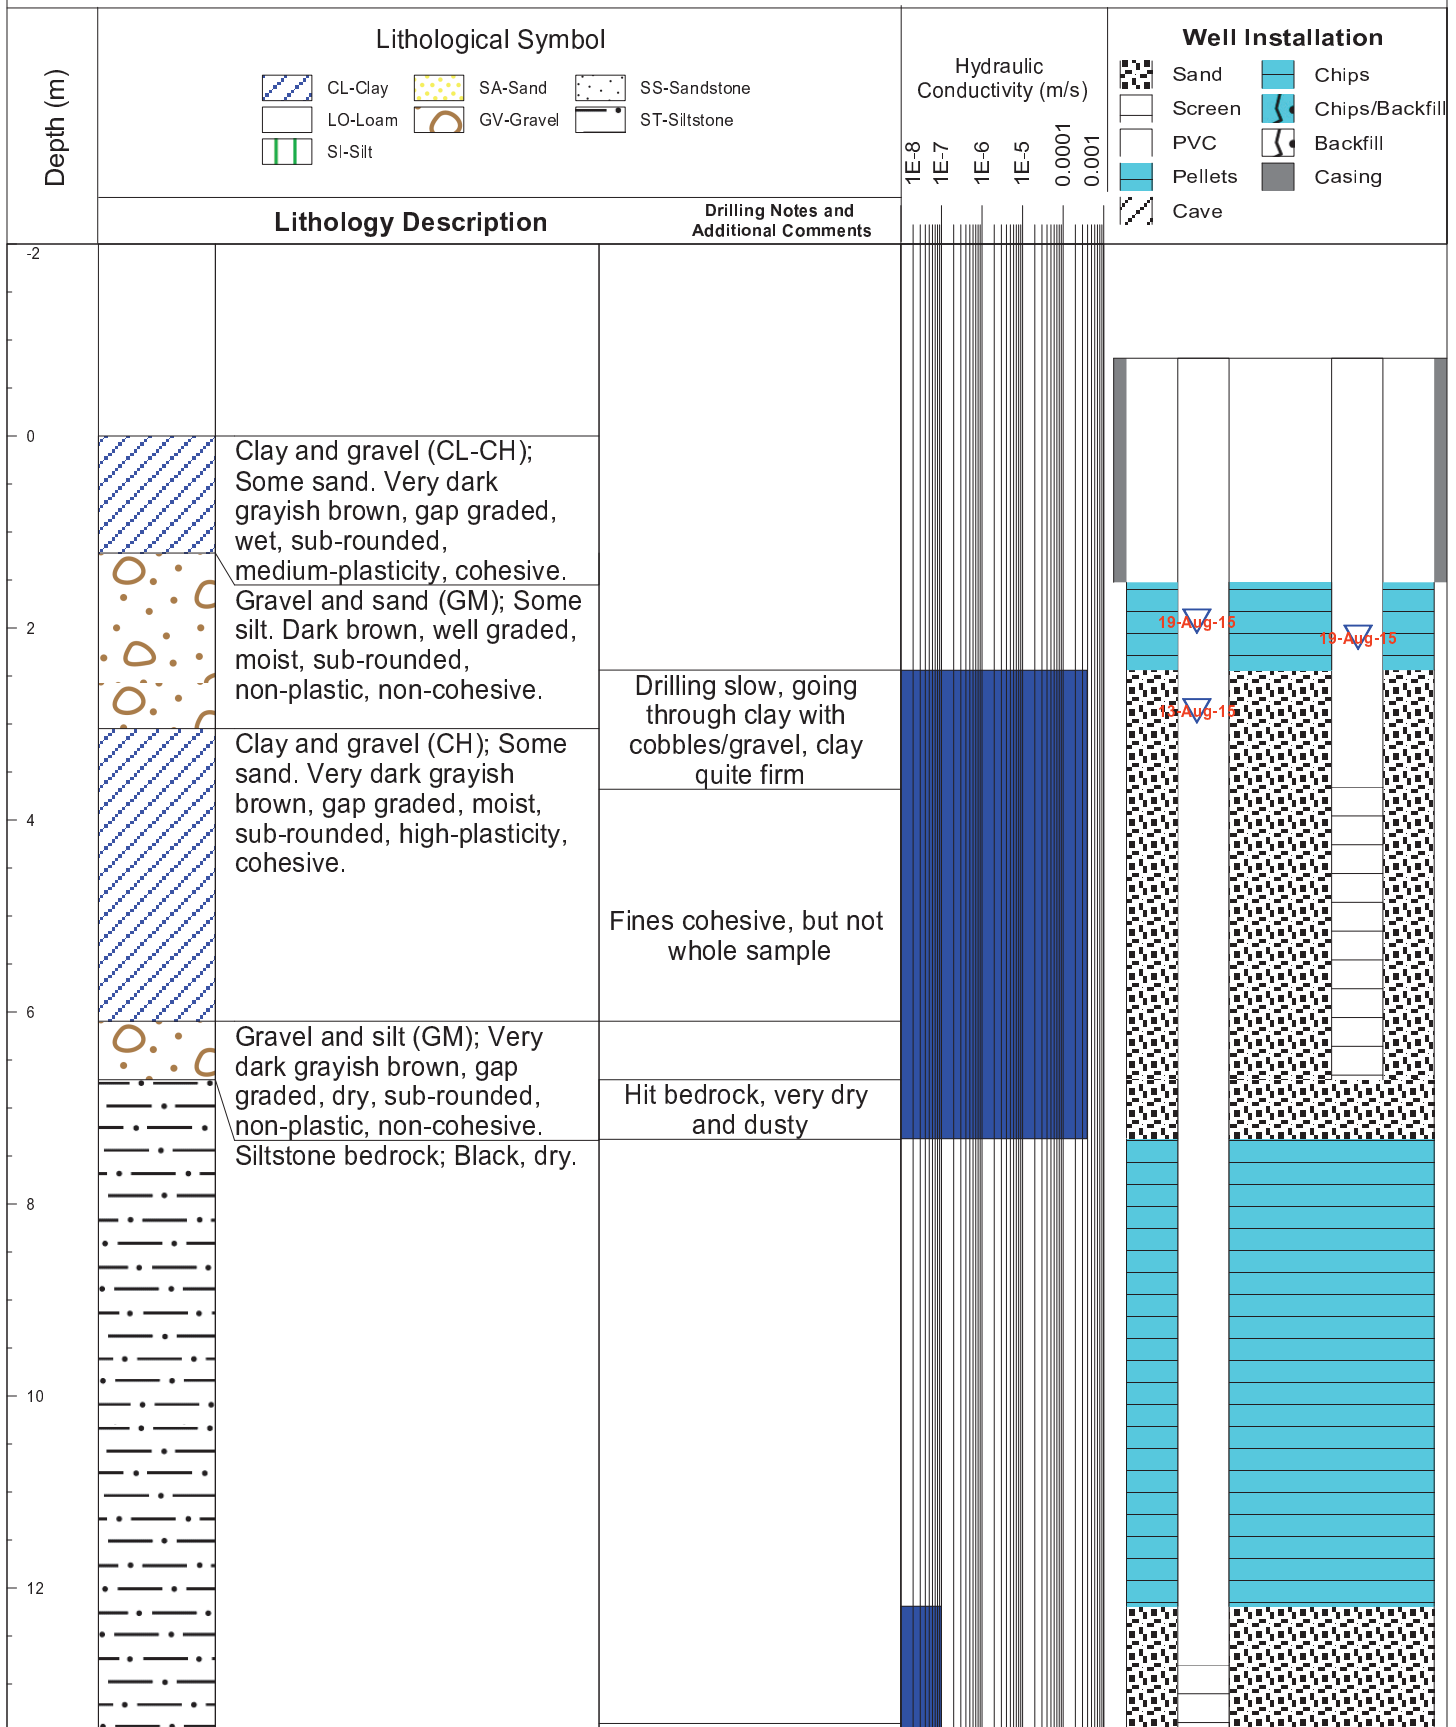 Depth (m)
Lithological Symbol
CL-Clay
SA-Sand
SS-Sandstone
LO-Loam
GV-Gravel
ST-Siltstone
SI-Silt
Lithology Description
Drilling Notes and
Additional Comments
Hydraulic
Conductivity (m/s)
1E-8
1E-7
1E-6
1E-5
0.0001
0.001
Well Installation
Sand
Chips
Screen
Chips/Backfill
PVC
Backfill
Pellets
Casing
Cave
-2
0
2
4
6
8
10
12
Clay and gravel (CL-CH);
Some sand. Very dark
grayish brown, gap graded,
wet, sub-rounded,
medium-plasticity, cohesive.
Gravel and sand (GM); Some
silt. Dark brown, well graded,
moist, sub-rounded,
non-plastic, non-cohesive.
Clay and gravel (CH); Some
sand. Very dark grayish
brown, gap graded, moist,
sub-rounded, high-plasticity,
cohesive.
Gravel and silt (GM); Very
dark grayish brown, gap
graded, dry, sub-rounded,
non-plastic, non-cohesive.
Siltstone bedrock; Black, dry.
Drilling slow, going
through clay with
cobbles/gravel, clay
quite firm
Fines cohesive, but not
whole sample
Hit bedrock, very dry
and dusty
19-Aug-15
19-Aug-15
13-Aug-15